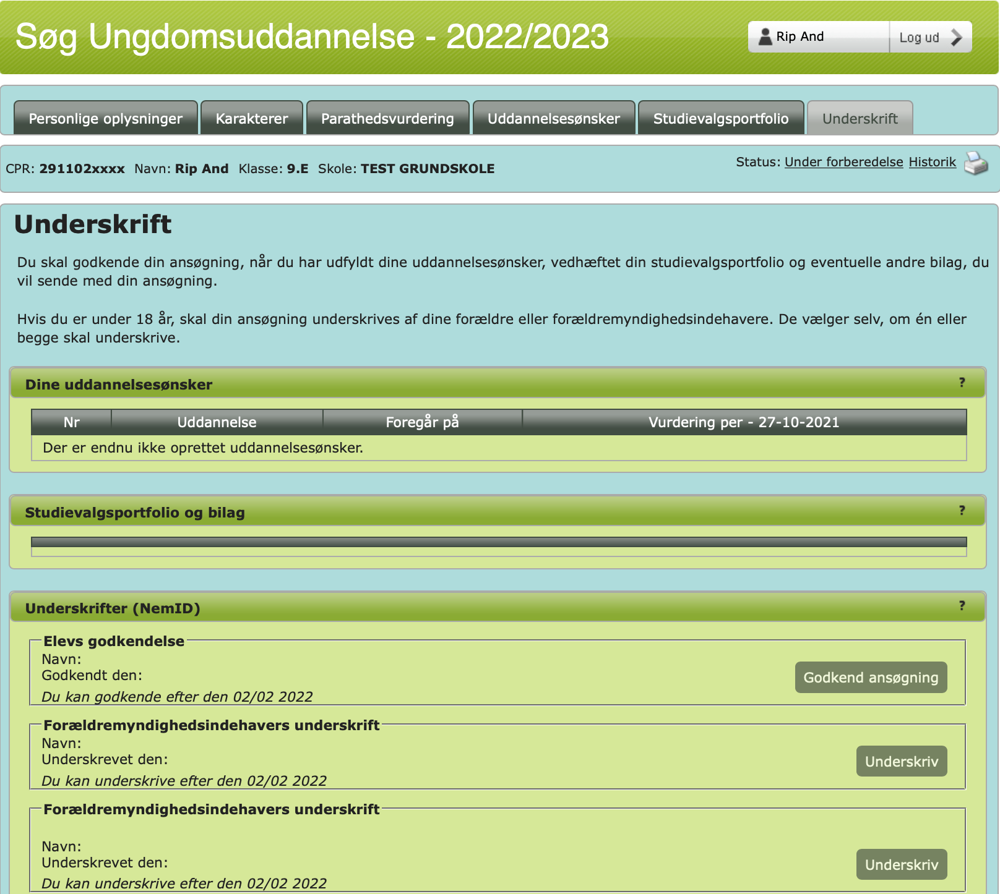 Søg Ungdomsuddannelse - 2022/2023
Rip And
Log ud
Personlige oplysninger Karakterer Parathedsvurdering Uddannelsesønsker Studievalgsportfolio Underskrift
CPR: 291102xxxx Navn: Rip And Klasse: 9.E Skole: TEST GRUNDSKOLE
Status: Under forberedelse Historik
Underskrift
Du skal godkende din ansøgning, når du har udfyldt dine uddannelsesønsker, vedhæftet din studievalgsportfolio og eventuelle andre bilag, du
vil sende med din ansøgning.
Hvis du er under 18 år, skal din ansøgning underskrives af dine forældre eller forældremyndighedsindehavere. De vælger selv, om én eller
begge skal underskrive.
Dine uddannelsesønsker ?
Nr Uddannelse Foregår på Vurdering per - 27-10-2021
Der er endnu ikke oprettet uddannelsesønsker.
Studievalgsportfolio og bilag ?
Underskrifter (NemID) ?
Elevs godkendelse
Navn:
Godkendt den:
Godkend ansøgning
Du kan godkende efter den 02/02 2022
Forældremyndighedsindehavers underskrift
Navn:
Underskrevet den:
Underskriv
Du kan underskrive efter den 02/02 2022
Forældremyndighedsindehavers underskrift
Navn:
Underskrevet den:
Underskriv
Du kan underskrive efter den 02/02 2022